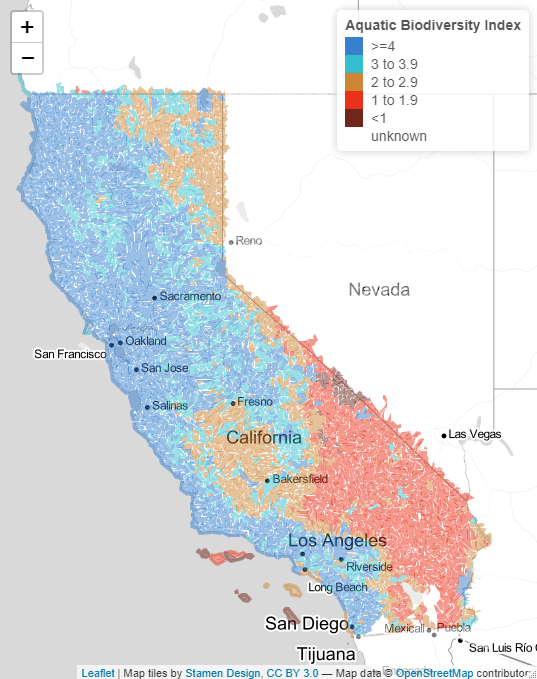 +
−
Aquatic Biodiversity Index
>=4
3 to 3.9
2 to 2.9
1 to 1.9
<1
unknown
Reno
Nevada
Sacramento
Oakland
San Francisco
San Jose
Salinas
Fresno
California
Las Vegas
Bakersfield
Los Angeles
Riverside
Long Beach
San Diego
Mexicali
Puebla
Tijuana
San Luis Río
Leaflet | Map tiles by Stamen Design, CC BY 3.0 — Map data © OpenStreetMap contributor